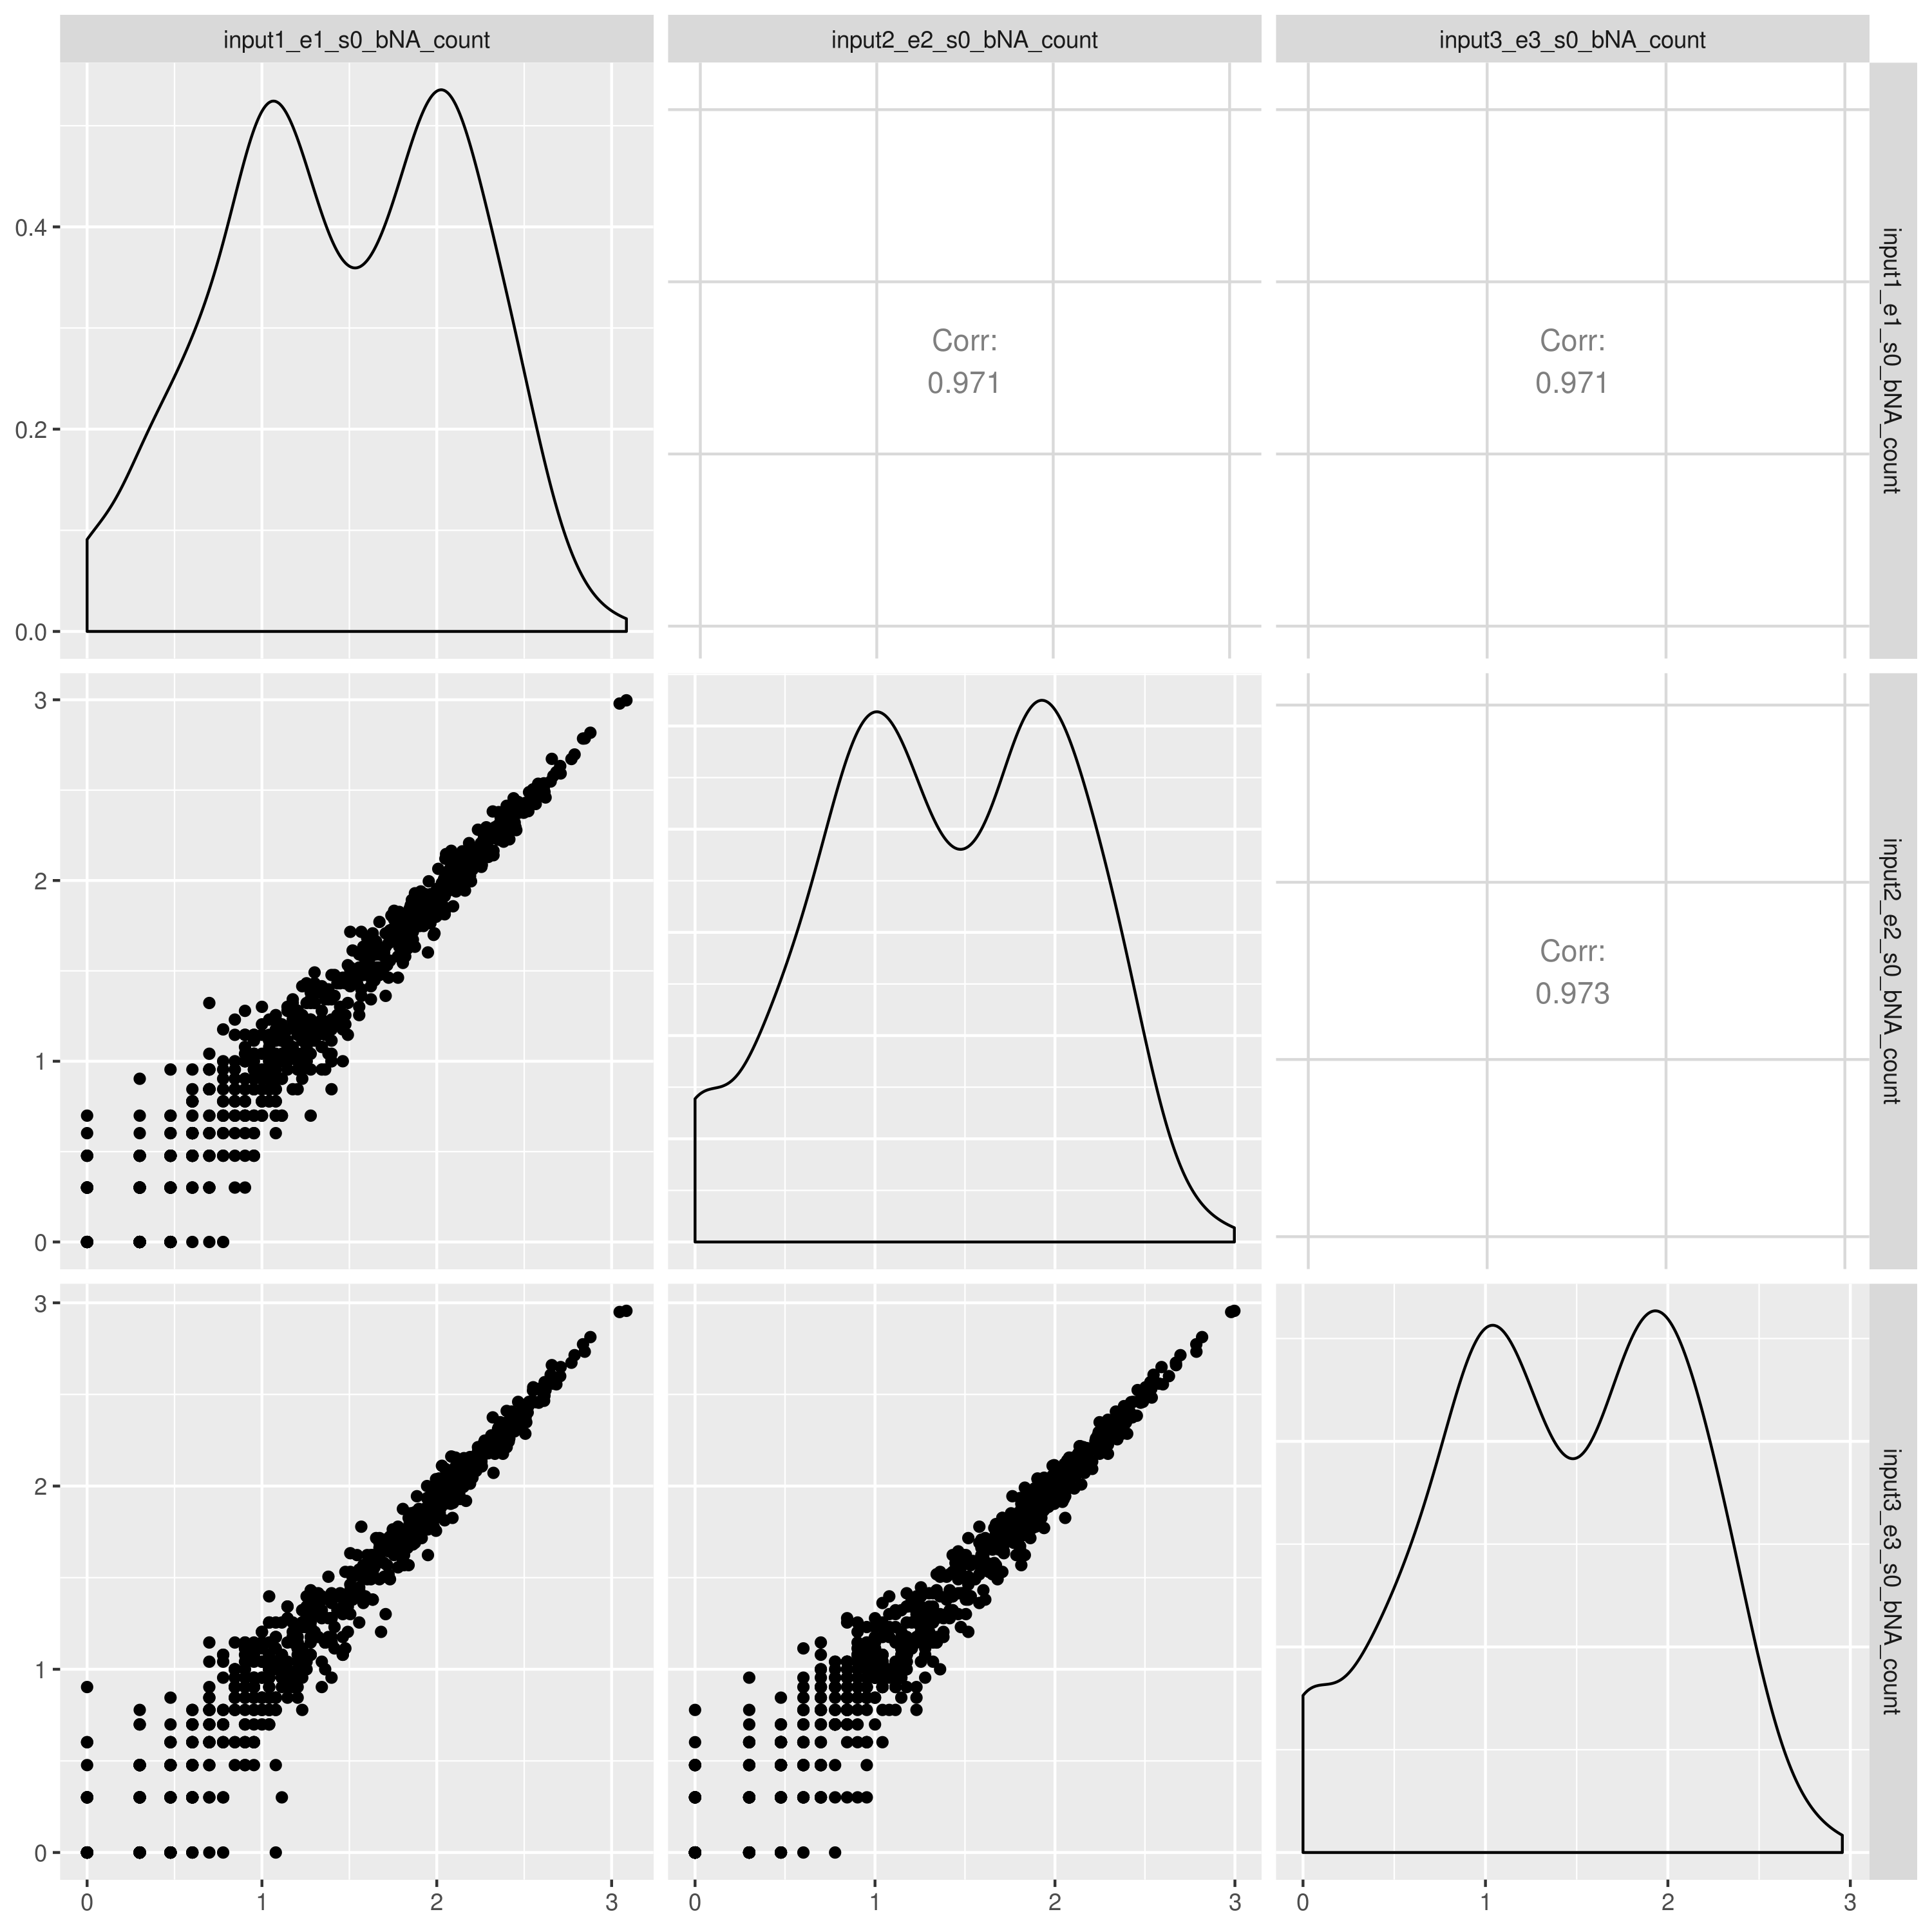 input1_e1_s0_bNA_count
input2_e2_s0_bNA_count
input3_e3_s0_bNA_count
0.4
0.2
0.0
Corr:
0.971
Corr:
0.971
input1_e1_s0_bNA_count
3
2
1
0
Corr:
0.973
input2_e2_s0_bNA_count
3
2
1
0
input3_e3_s0_bNA_count
0 1 2 3
0 1 2 3
0 1 2 3